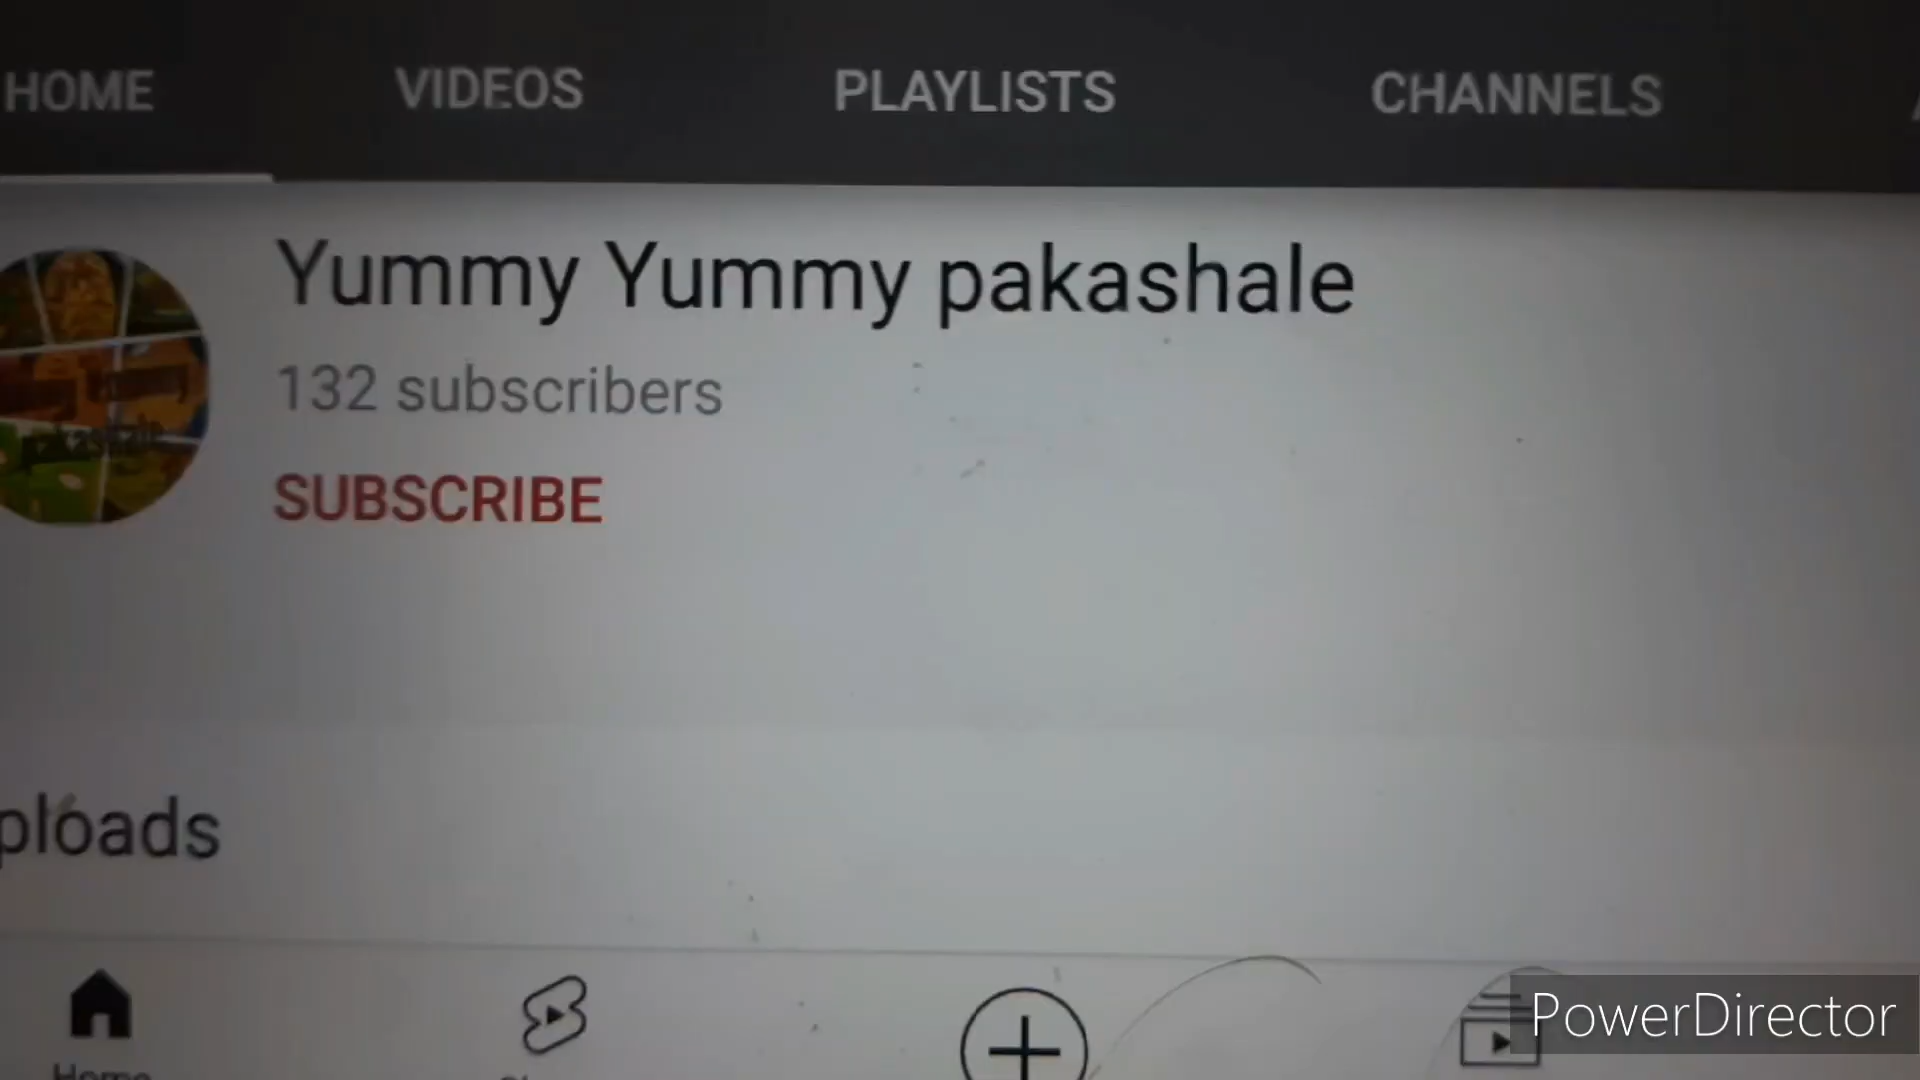 HOME VIDEOS PLAYLISTS CHANNELS
Yummy Yummy pakashale
132 subscribers
SUBSCRIBE
ploads
Home
PowerDirector